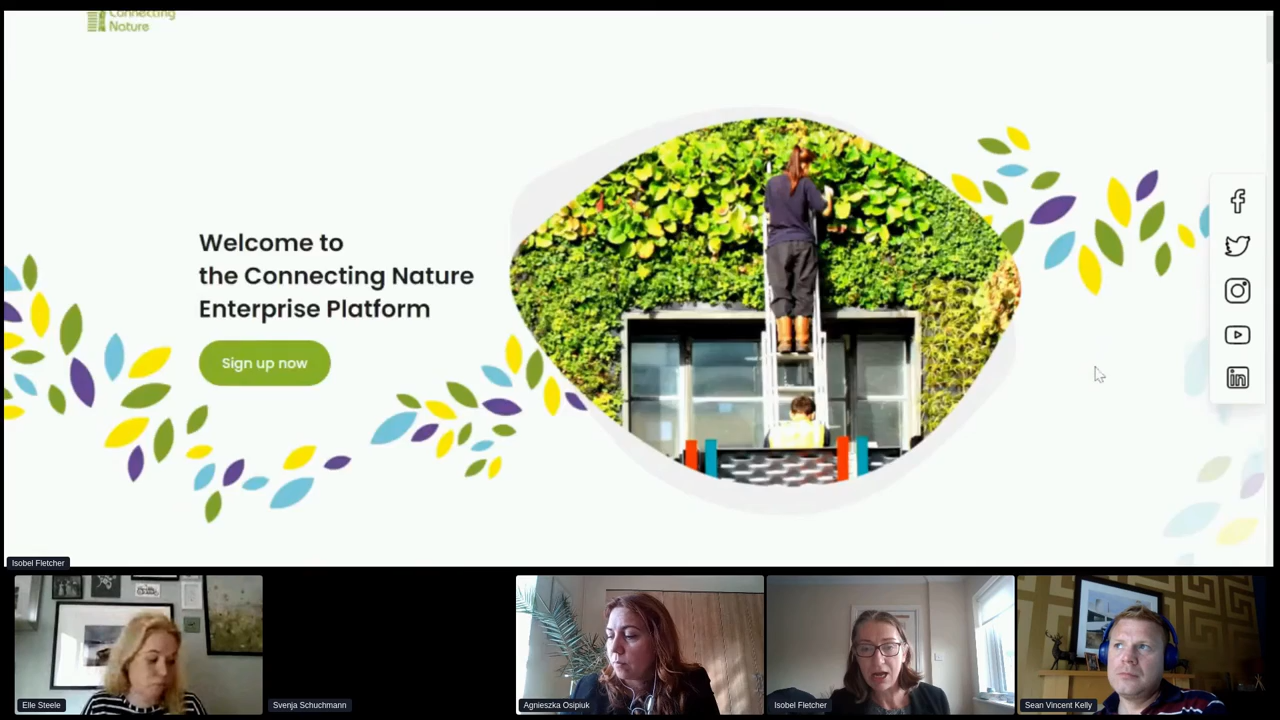 Connecting
Nature
Welcome to
the Connecting Nature
Enterprise Platform
Sign up now
Isobel Fletcher
Elle Steele
Svenja Schuchmann
Agnieszka Osipiuk
Isobel Fletcher
Sean Vincent Kelly